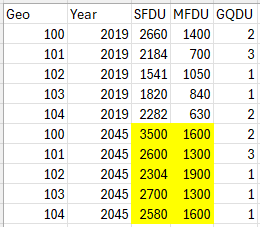 Geo Year SFDU MFDU GQDU
100 2019 2660 1400 2
101 2019 2184 700 3
102 2019 1541 1050 1
103 2019 1820 840 1
104 2019 2282 630 2
100 2045 3500 1600 2
101 2045 2600 1300 3
102 2045 2304 1900 1
103 2045 2700 1300 1
104 2045 2580 1600 1